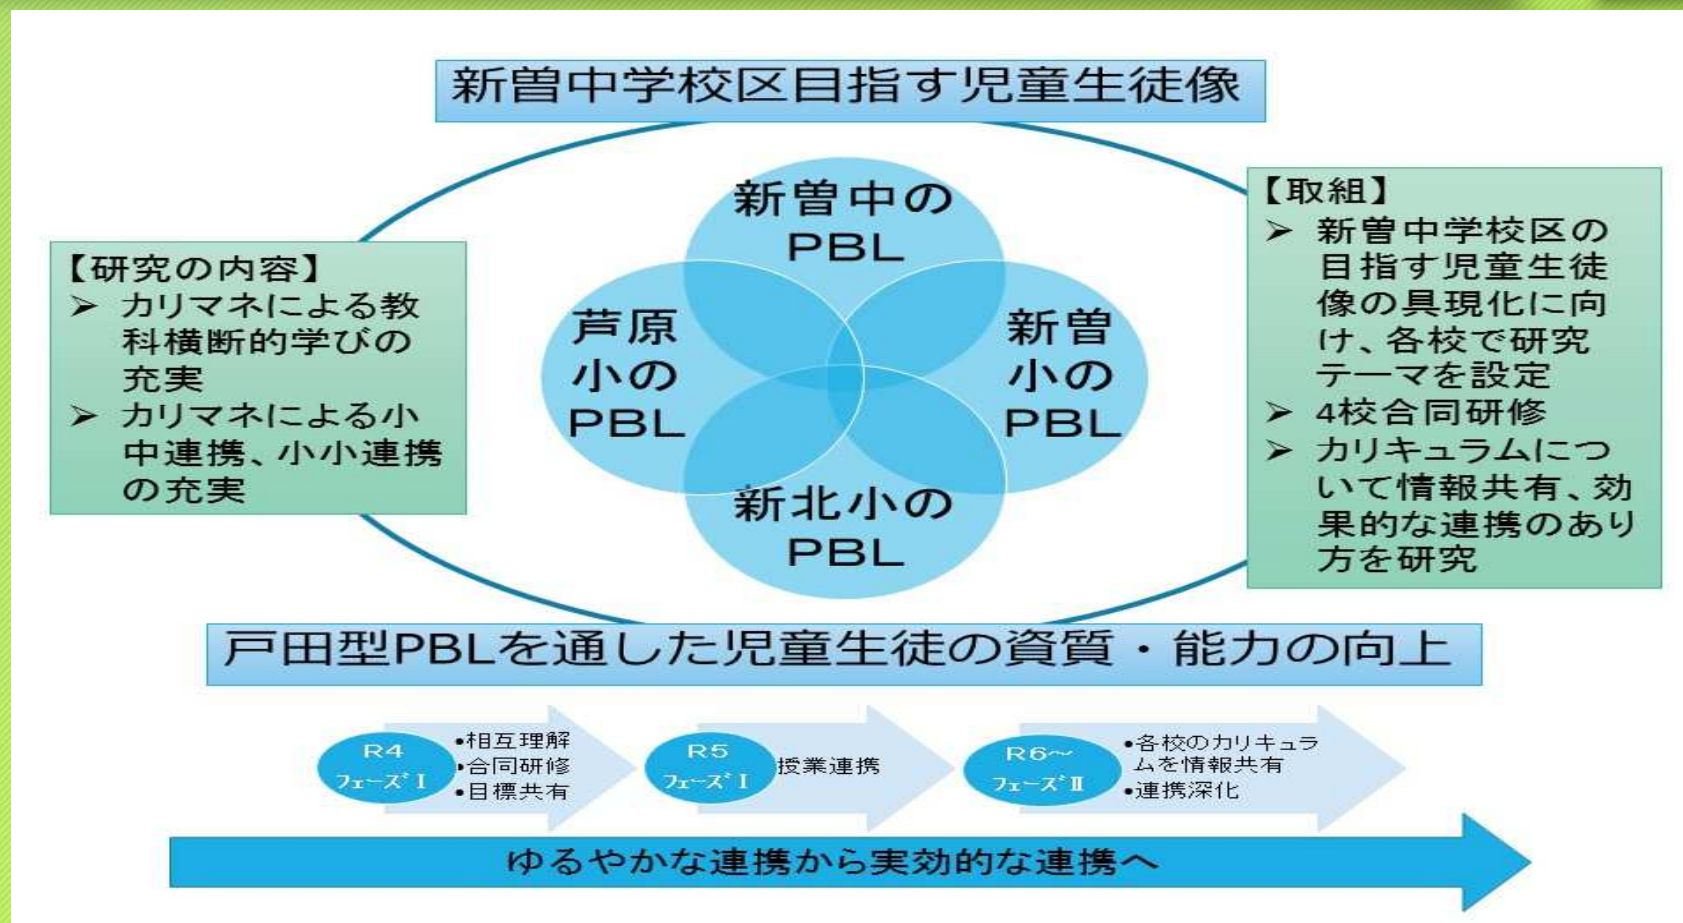 新曽中学校区目指す児童生徒像
【研究の内容】
➢ カリマネによる教
科横断的学びの
充実
➢ カリマネによる小
中連携、小小連携
の充実
新曽中の
PBL
芦原
小の
PBL
新曽
小の
PBL
新北小の
PBL
【取組】
➢ 新曽中学校区の
目指す児童生徒
像の具現化に向
け、各校で研究
テーマを設定
➢ 4校合同研修
➢ カリキュラムにつ
いて情報共有、効
果的な連携のあり
方を研究
戸田型PBLを通した児童生徒の資質・能力の向上
R4
フェーズⅠ
•相互理解
•合同研修
•目標共有
R5
フェーズⅠ
授業連携
R6～
フェーズⅡ
•各校のカリキュラ
ムを情報共有
•連携深化
ゆるやかな連携から実効的な連携へ